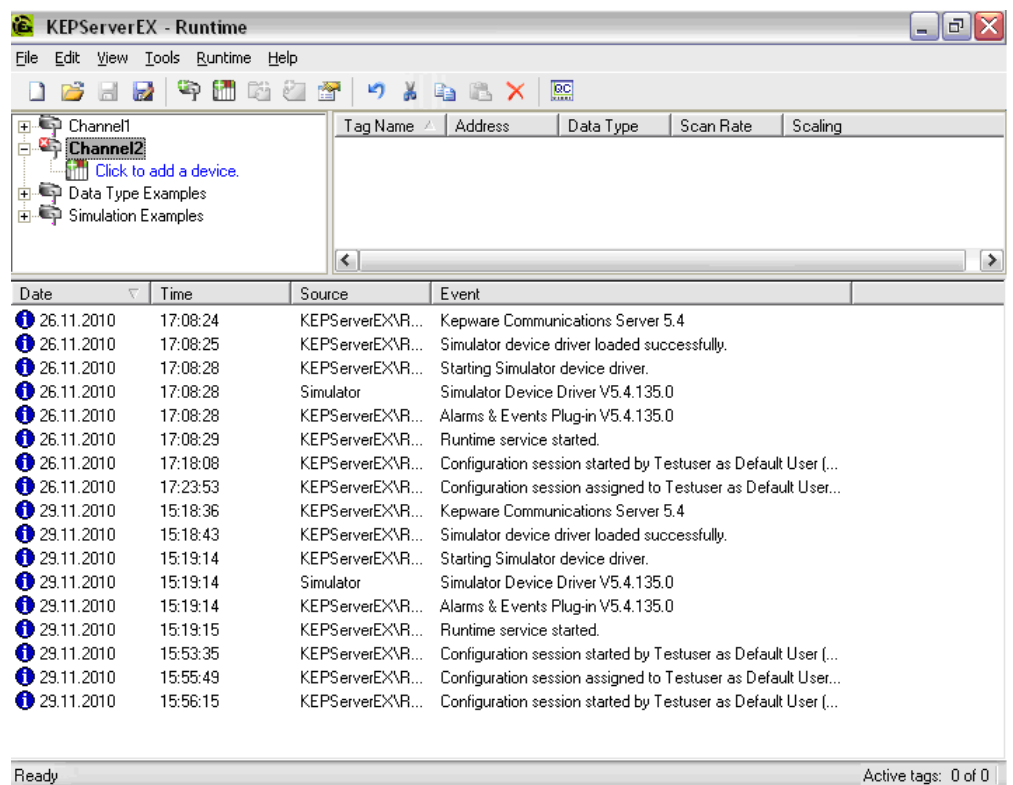 KEPServerEX - Runtime
File Edit View Tools Runtime Help
QC
Channel1
Channel2
Click to add a device.
Data Type Examples
Simulation Examples
Tag Name Address Data Type Scan Rate Scaling
Date Time Source Event
26.11.2010 17:08:24 KEPServerEX\R... Kepware Communications Server 5.4
26.11.2010 17:08:25 KEPServerEX\R... Simulator device driver loaded successfully.
26.11.2010 17:08:28 KEPServerEX\R... Starting Simulator device driver.
26.11.2010 17:08:28 Simulator Simulator Device Driver V5.4.135.0
26.11.2010 17:08:28 KEPServerEX\R... Alarms & Events Plug-in V5.4.135.0
26.11.2010 17:08:29 KEPServerEX\R... Runtime service started.
26.11.2010 17:18:08 KEPServerEX\R... Configuration session started by Testuser as Default User (...
26.11.2010 17:23:53 KEPServerEX\R... Configuration session assigned to Testuser as Default User...
29.11.2010 15:18:36 KEPServerEX\R... Kepware Communications Server 5.4
29.11.2010 15:18:43 KEPServerEX\R... Simulator device driver loaded successfully.
29.11.2010 15:19:14 KEPServerEX\R... Starting Simulator device driver.
29.11.2010 15:19:14 Simulator Simulator Device Driver V5.4.135.0
29.11.2010 15:19:14 KEPServerEX\R... Alarms & Events Plug-in V5.4.135.0
29.11.2010 15:19:15 KEPServerEX\R... Runtime service started.
29.11.2010 15:53:35 KEPServerEX\R... Configuration session started by Testuser as Default User (...
29.11.2010 15:55:49 KEPServerEX\R... Configuration session assigned to Testuser as Default User...
29.11.2010 15:56:15 KEPServerEX\R... Configuration session started by Testuser as Default User (...
Ready Active tags: 0 of 0